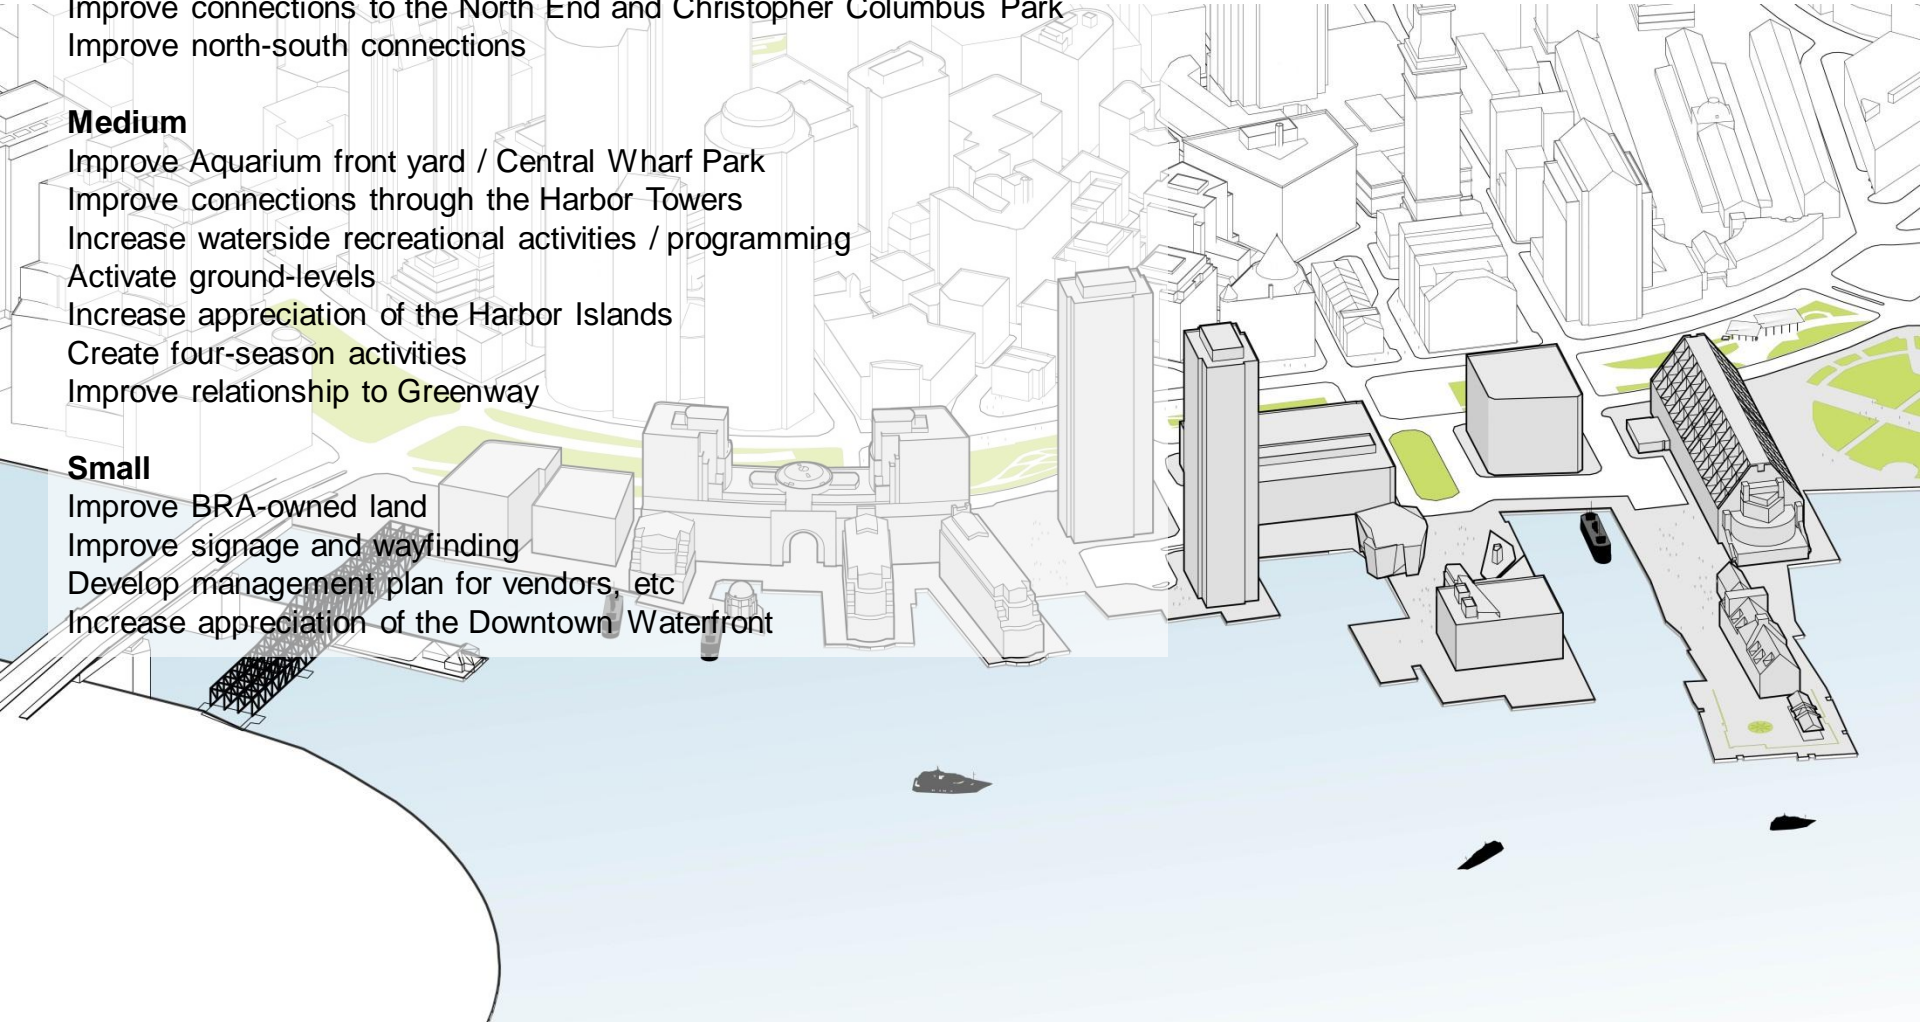 Improve connections to the North End and Christopher Columbus Park
Improve north-south connections
Medium
Improve Aquarium front yard / Central Wharf Park
Improve connections through the Harbor Towers
Increase waterside recreational activities / programming
Activate ground-levels
Increase appreciation of the Harbor Islands
Create four-season activities
Improve relationship to Greenway
Small
Improve BRA-owned land
Improve signage and wayfinding
Develop management plan for vendors, etc
Increase appreciation of the Downtown Waterfront